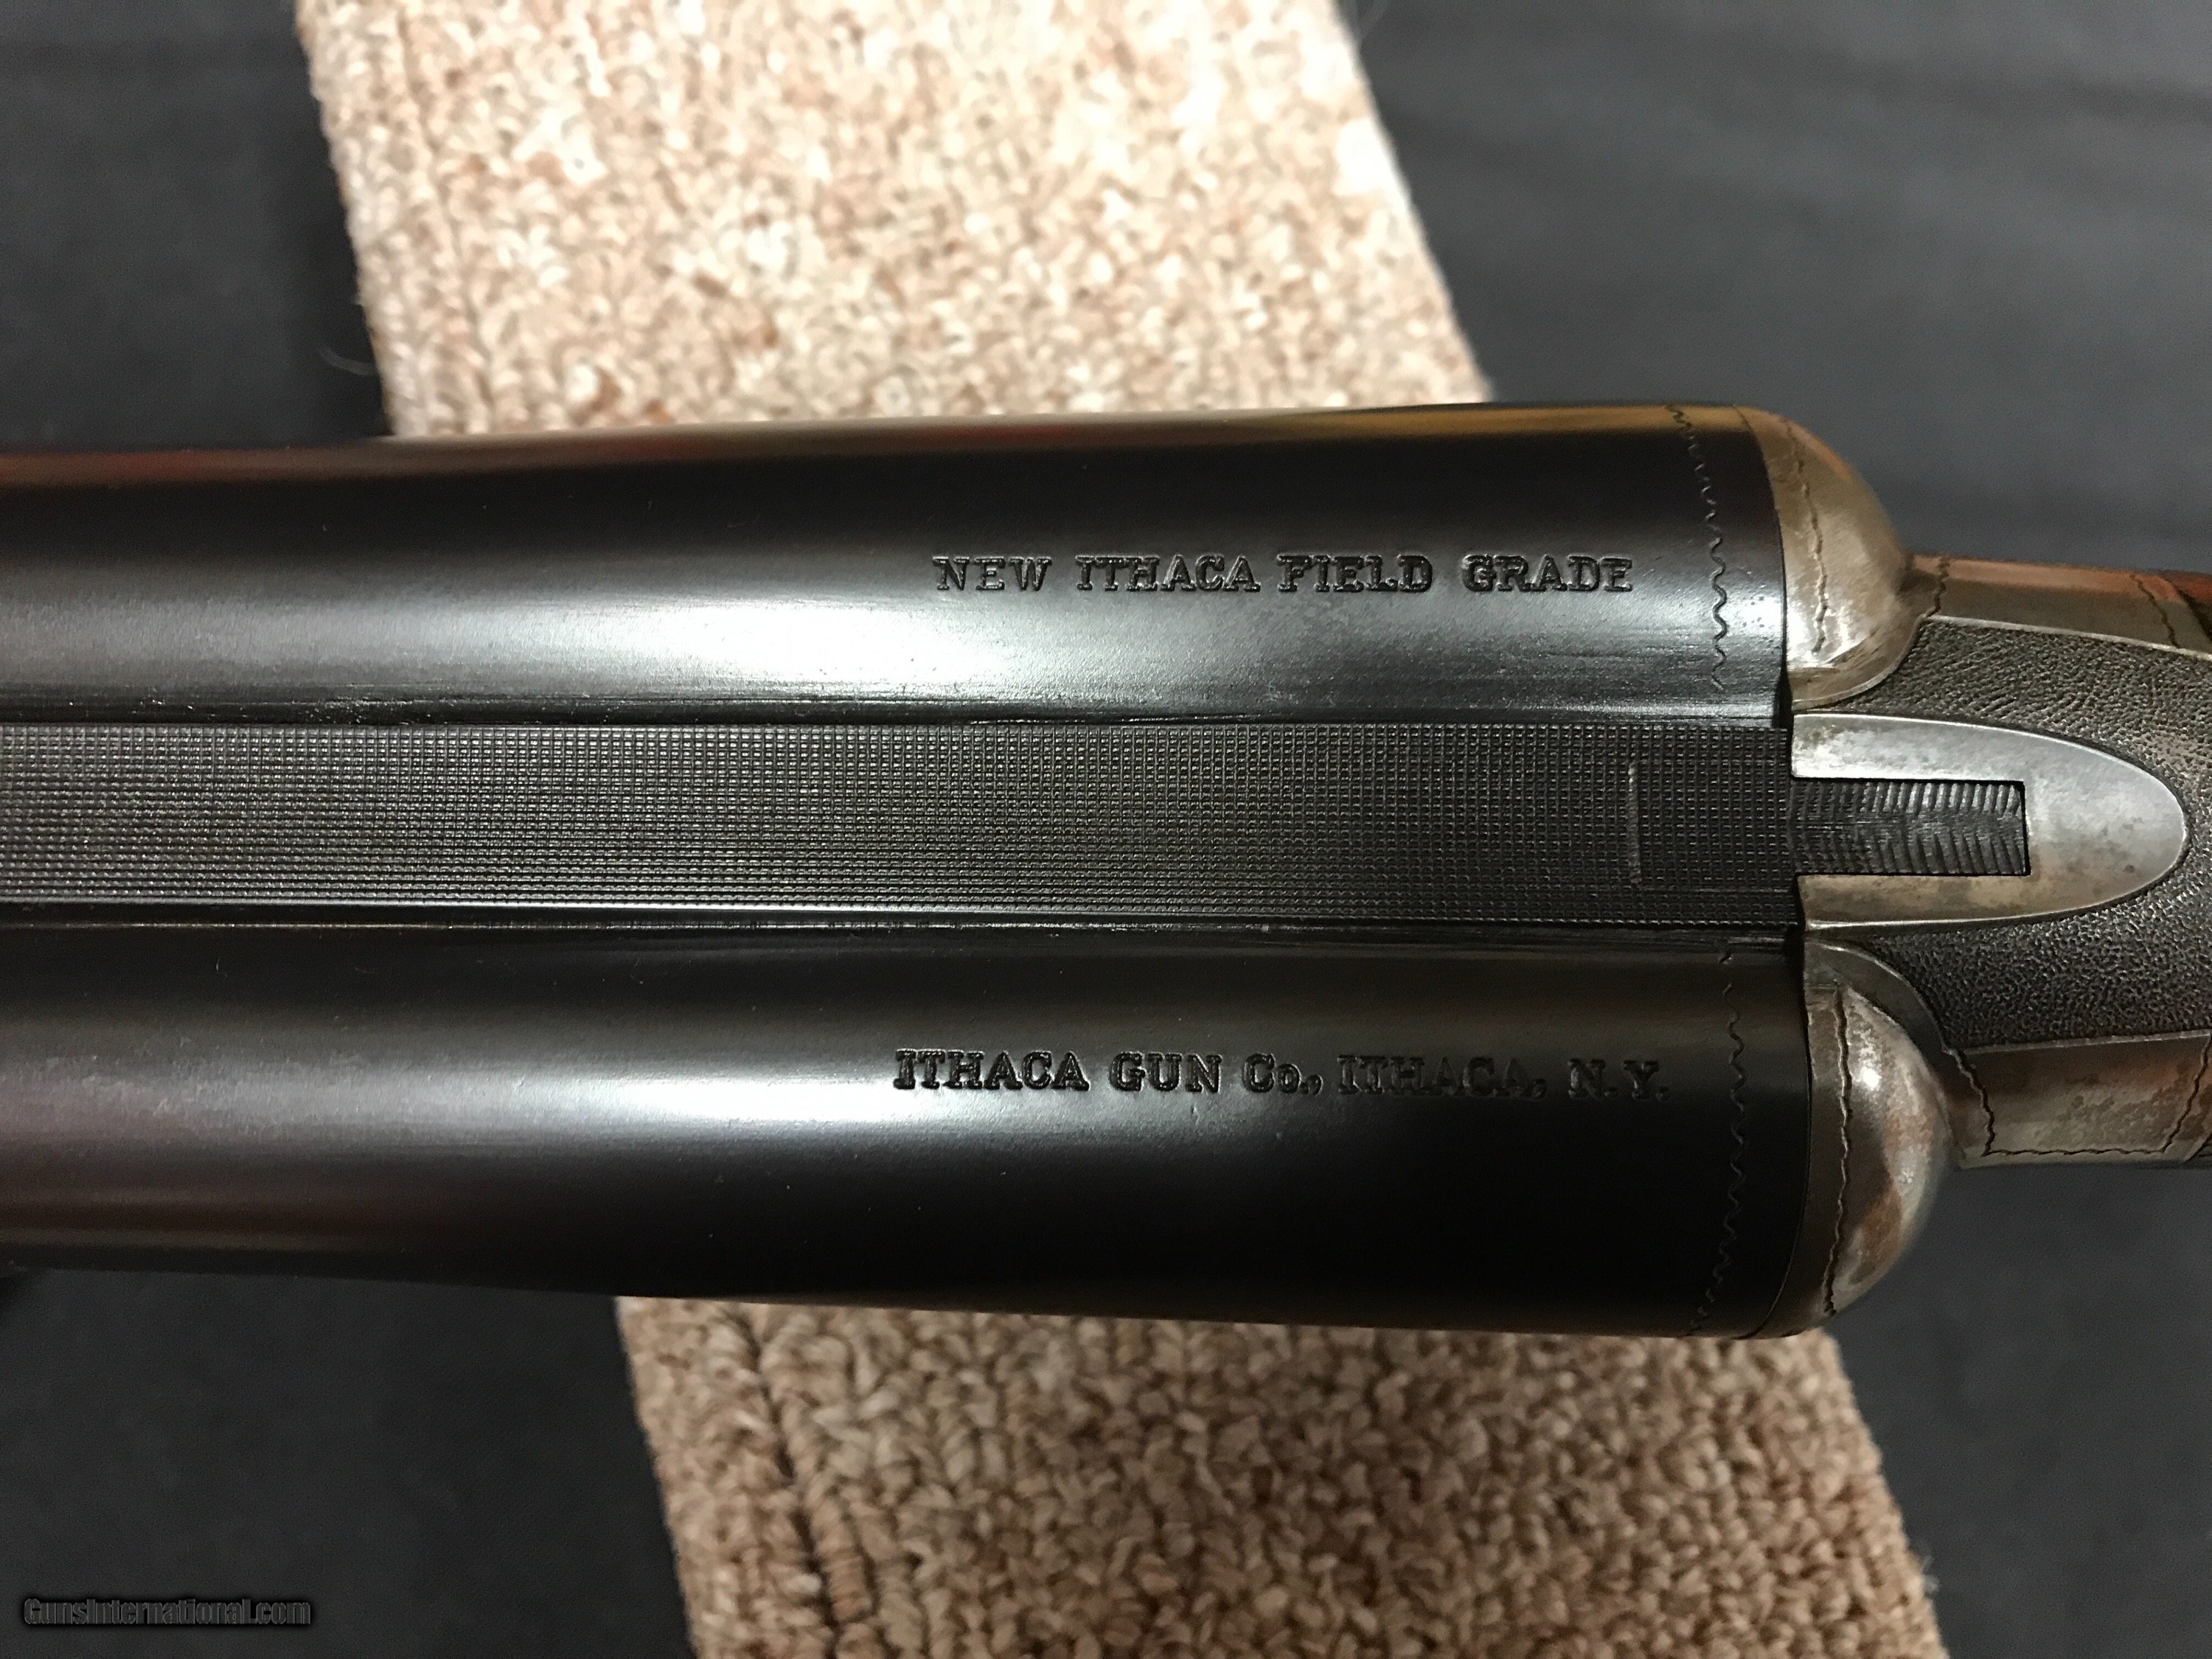 NEW ITHACA FIELD GRADE
ITHACA GUN Co., ITHACA, N.Y.
GunsInternational.com